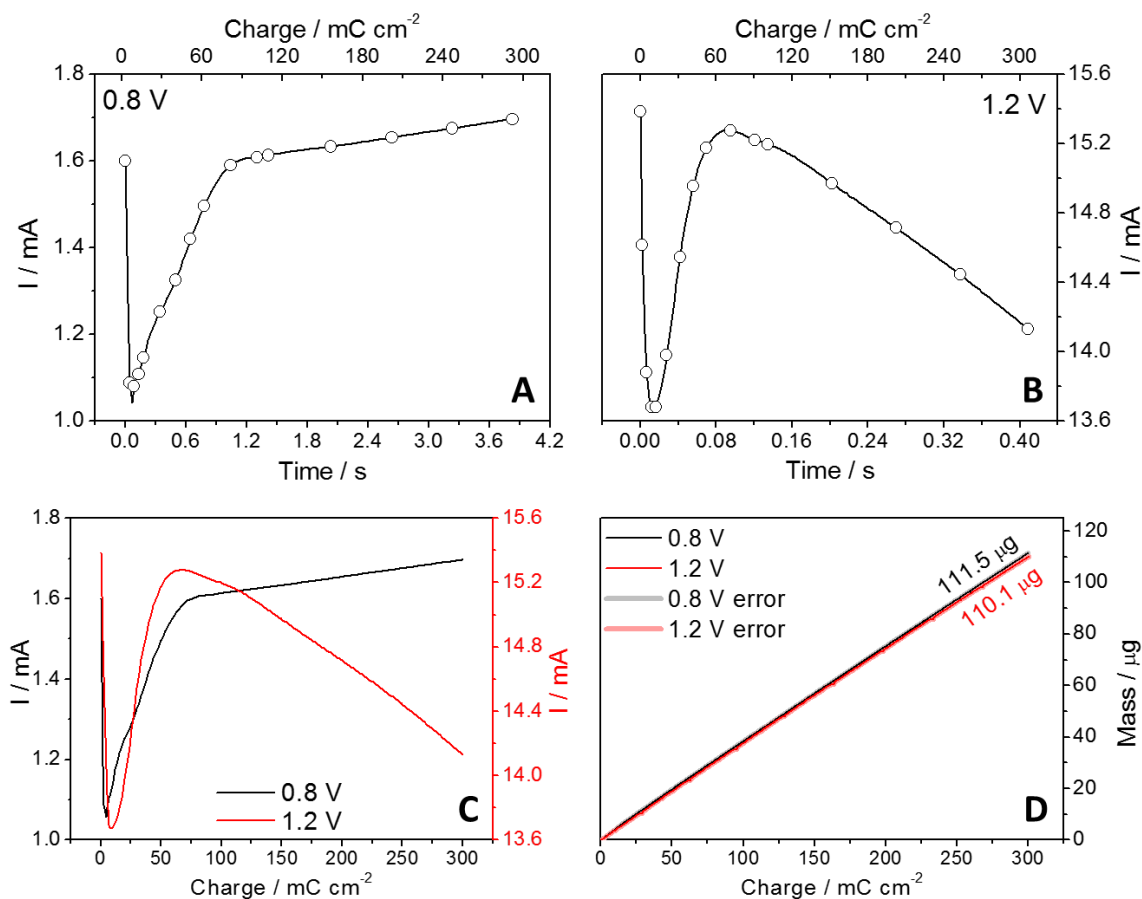 Charge / mC cm-2
0 60 120 180 240 300
0.8 V
1.8
1.6
1.4
1.2
1.0
I / mA
A
0.0 0.6 1.2 1.8 2.4 3.0 3.6 4.2
Time / s
Charge / mC cm-2
0 60 120 180 240 300
1.2 V
15.6
15.2
14.8
14.4
14.0
13.6
I / mA
B
0.00 0.08 0.16 0.24 0.32 0.40
Time / s
1.8
1.6
1.4
1.2
1.0
I / mA
0.8 V
1.2 V
C
15.6
15.2
14.8
14.4
14.0
13.6
I / mA
0 50 100 150 200 250 300
Charge / mC cm-2
0.8 V
1.2 V
0.8 V error
1.2 V error
111.5 µg
110.1 µg
D
120
100
80
60
40
20
0
Mass / µg
0 50 100 150 200 250 300
Charge / mC cm-2